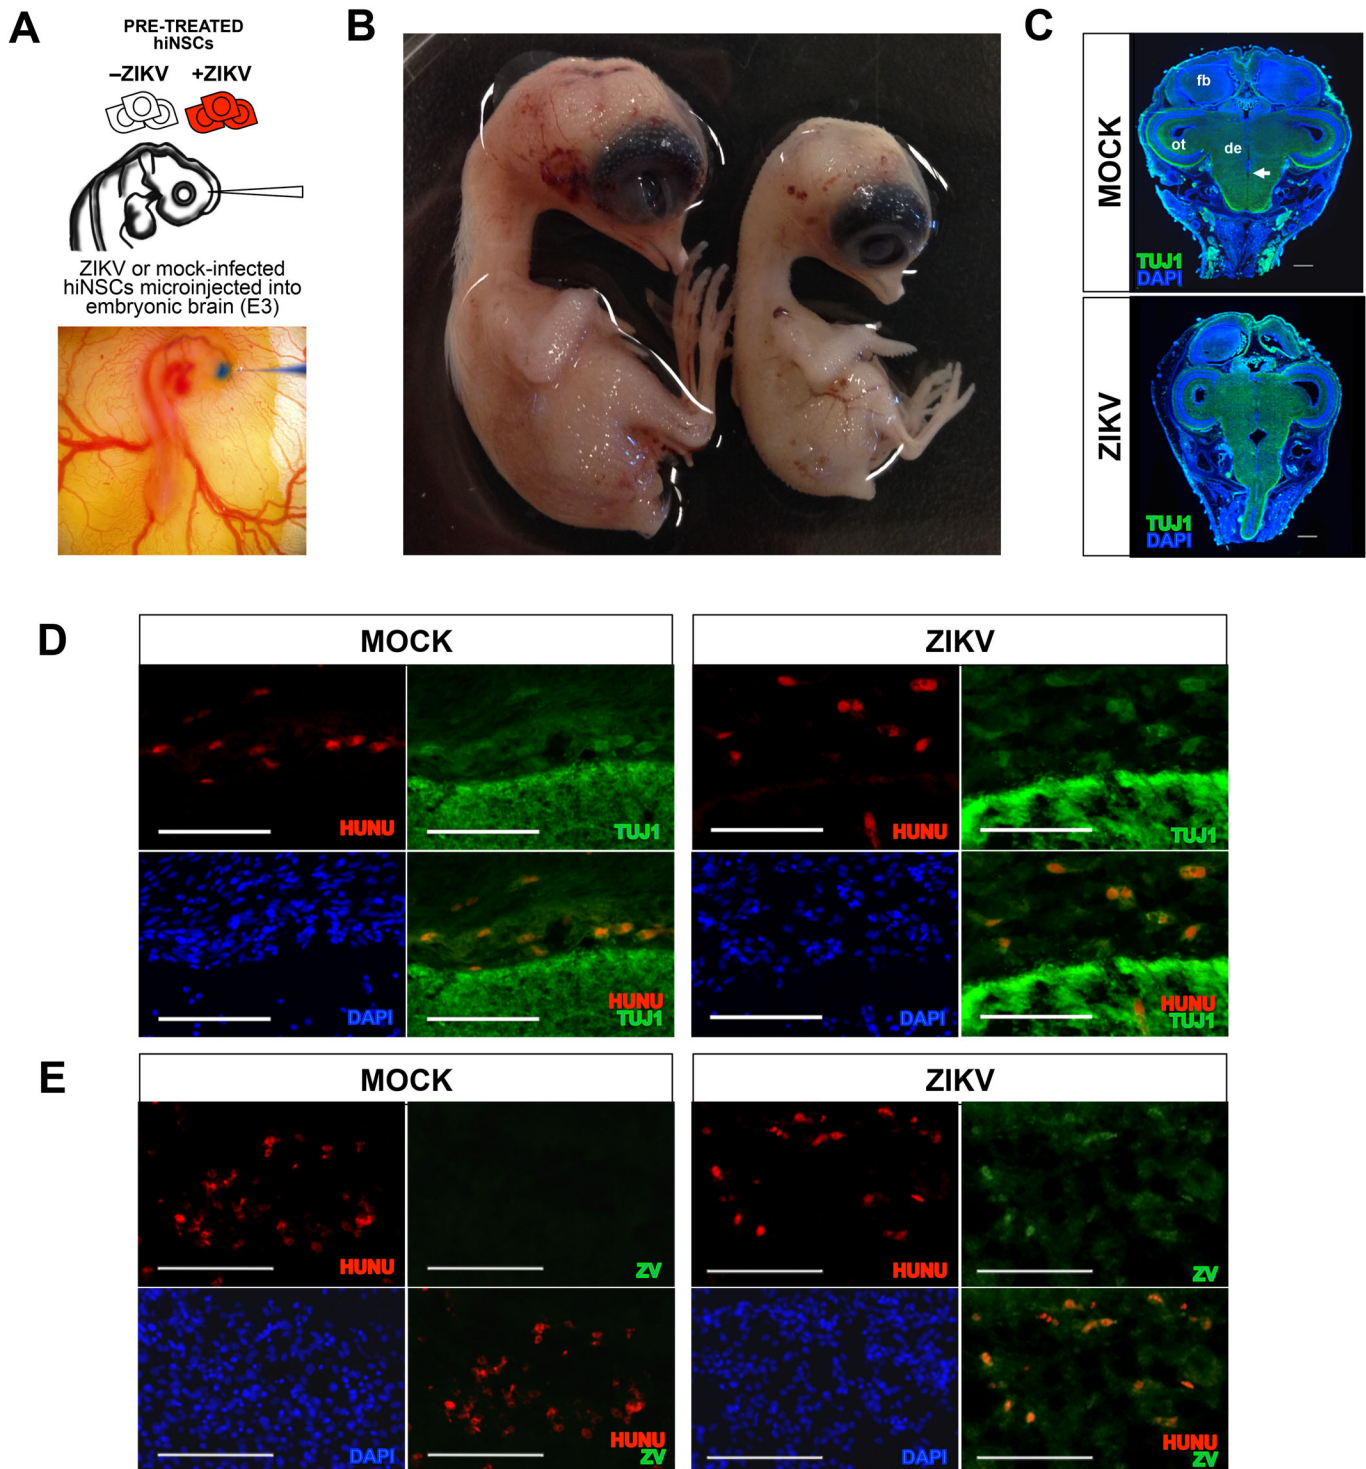 A
PRE-TREATED
hiNSCs
–ZIKV +ZIKV
ZIKV or mock-infected
hiNSCs microinjected into
embryonic brain (E3)
B
C
MOCK
fb
ot
de
TUJ1
DAPI
ZIKV
TUJ1
DAPI
D
MOCK
HUNU
TUJ1
DAPI
HUNU
TUJ1
ZIKV
HUNU
TUJ1
DAPI
HUNU
TUJ1
E
MOCK
HUNU
ZV
DAPI
HUNU
ZV
ZIKV
HUNU
ZV
DAPI
HUNU
ZV